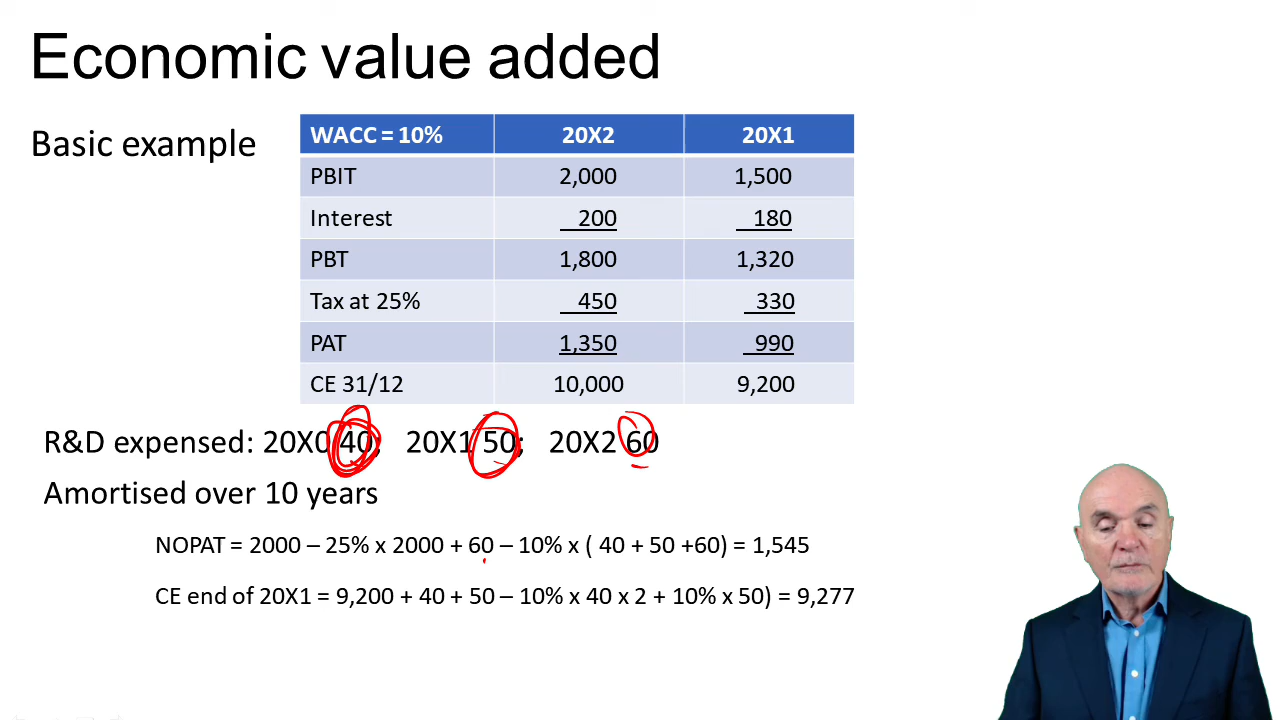 Economic value added
Basic example
WACC = 10% 20X2 20X1
PBIT 2,000 1,500
Interest 200 180
PBT 1,800 1,320
Tax at 25% 450 330
PAT 1,350 990
CE 31/12 10,000 9,200
R&D expensed: 20X0 40; 20X1 50; 20X2 60
Amortised over 10 years
NOPAT = 2000 – 25% x 2000 + 60 – 10% x ( 40 + 50 +60) = 1,545
CE end of 20X1 = 9,200 + 40 + 50 – 10% x 40 x 2 + 10% x 50) = 9,277